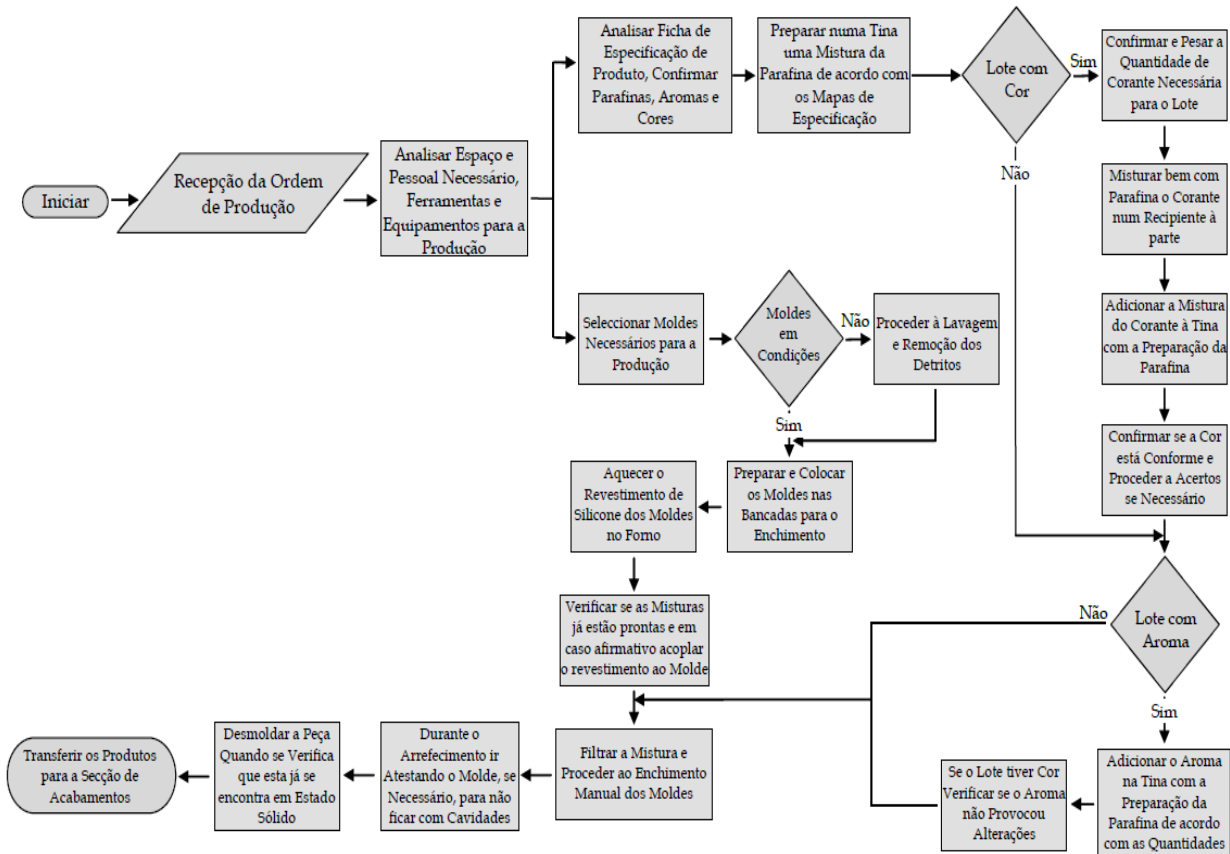 Iniciar
Recepção da Ordem
de Produção
Analisar Espaço e
Pessoal Necessário,
Ferramentas e
Equipamentos para a
Produção
Analisar Ficha de
Especificação de
Produto, Confirmar
Parafinas, Aromas e
Cores
Preparar numa Tina
uma Mistura da
Parafina de acordo com
os Mapas de
Especificação
Lote com
Cor
Sim
Não
Confirmar e Pesar a
Quantidade de
Corante Necessária
para o Lote
Misturar bem com
Parafina o Corante
num Recipiente à
parte
Adicionar a Mistura
do Corante à Tina
com a Preparação da
Parafina
Confirmar se a Cor
está Conforme e
Proceder a Acertos
se Necessário
Seleccionar Moldes
Necessários para a
Produção
Moldes
em
Condições
Não
Sim
Proceder à Lavagem
e Remoção dos
Detritos
Preparar e Colocar
os Moldes nas
Bancadas para o
Enchimento
Aquecer o
Revestimento de
Silicone dos Moldes
no Forno
Verificar se as Misturas
já estão prontas e em
caso afirmativo acoplar
o revestimento ao Molde
Lote com
Aroma
Não
Sim
Adicionar o Aroma
na Tina com a
Preparação da
Parafina de acordo
com as Quantidades
Se o Lote tiver Cor
Verificar se o Aroma
não Provocou
Alterações
Filtrar a Mistura e
Proceder ao Enchimento
Manual dos Moldes
Durante o
Arrefecimento ir
Atestando o Molde, se
Necessário, para não
ficar com Cavidades
Desmoldar a Peça
Quando se Verifica
que esta já se
encontra em Estado
Sólido
Transferir os Produtos
para a Secção de
Acabamentos